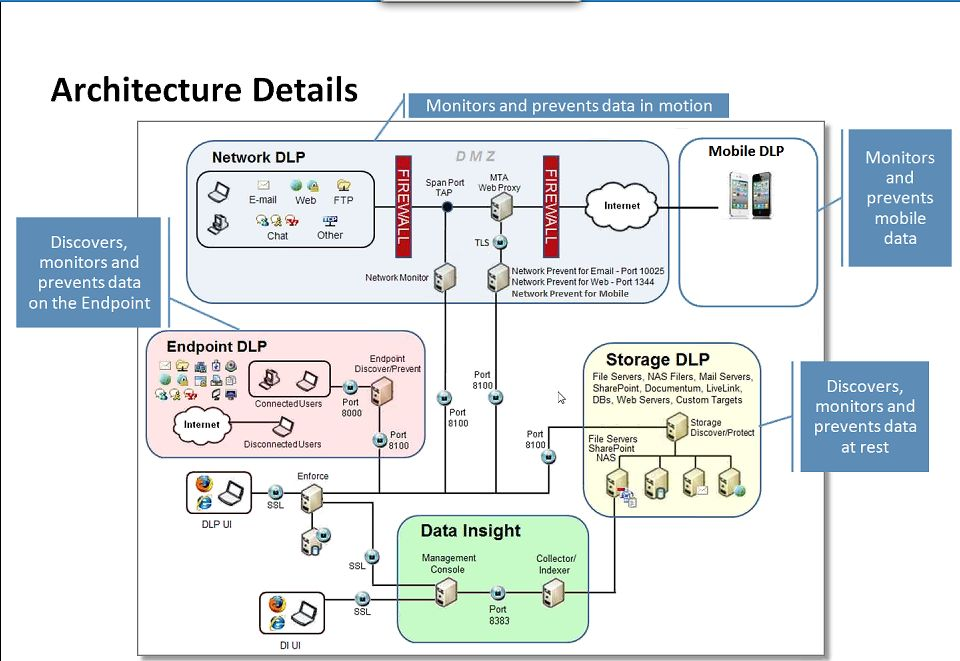 Architecture Details
Monitors and prevents data in motion
Network DLP
E-mail
Web
FTP
Chat
Other
FIREWALL
DMZ
Span Port
TAP
MTA
Web Proxy
FIREWALL
Internet
TLS
Network Monitor
Network Prevent for Email - Port 10025
Network Prevent for Web - Port 1344
Network Prevent for Mobile
Mobile DLP
Monitors
and
prevents
mobile
data
Discovers,
monitors and
prevents data
on the Endpoint
Endpoint DLP
Endpoint
Discover/Prevent
Connected Users
Port
8000
Internet
Disconnected Users
Port
8100
Port
8100
Port
8100
Port
8100
Storage DLP
File Servers, NAS Filers, Mail Servers,
SharePoint, Documentum, LiveLink,
DBs, Web Servers, Custom Targets
Storage
Discover/Protect
File Servers
SharePoint
NAS
Discovers,
monitors and
prevents data
at rest
DLP UI
SSL
Enforce
SSL
Data Insight
Management
Console
Collector/
Indexer
Port
8383
SSL
DI UI